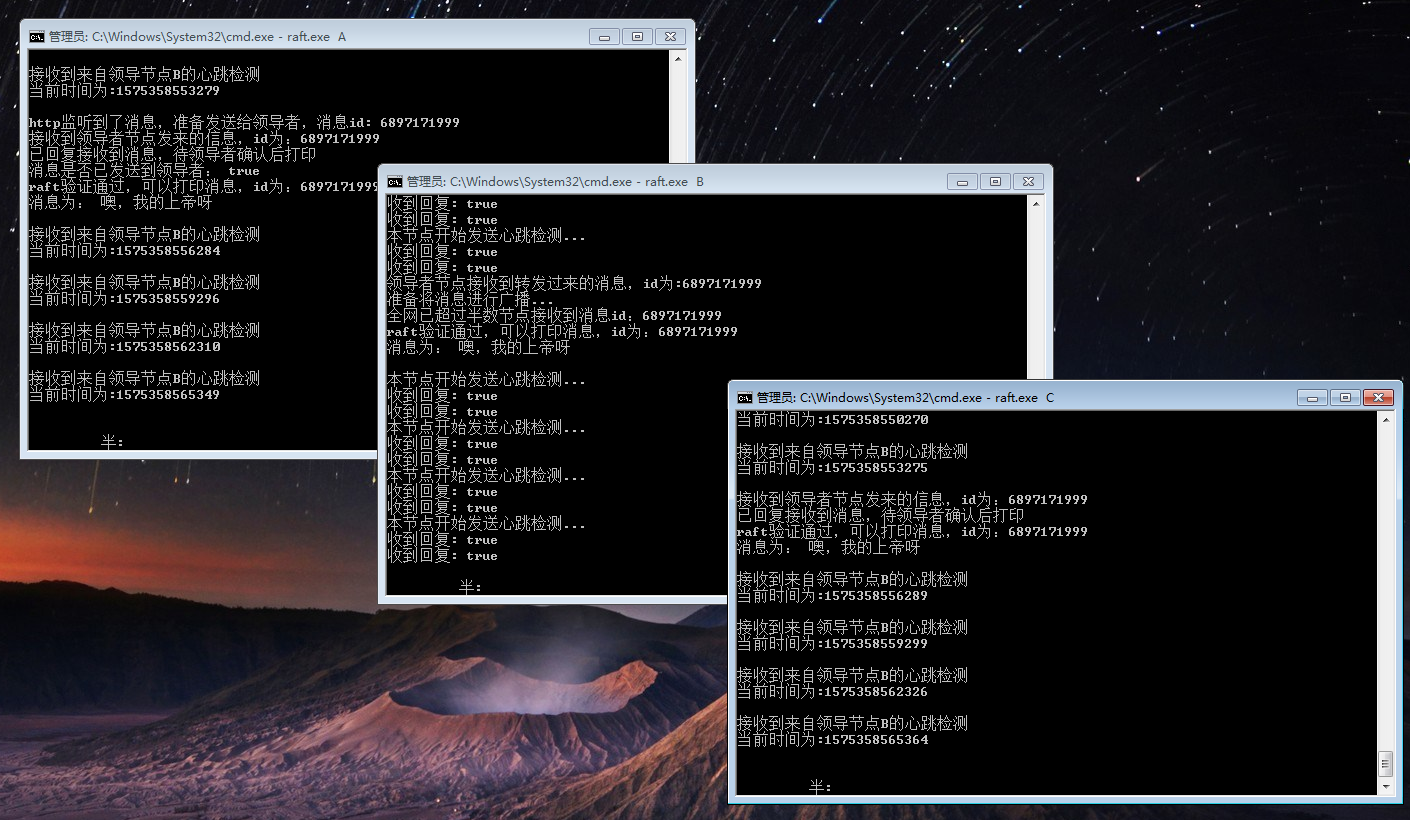 管理员: C:\Windows\System32\cmd.exe - raft.exe A
接收到来自领导节点B的心跳检测
当前时间为:1575358553279
http监听到了消息，准备发送给领导者，消息id: 6897171999
接收到领导者节点发来的信息，id为：6897171999
已回复接收到消息，待领导者确认后打印
消息是否已发送到领导者： true
raft验证通过，可以打印消息，id为：6897171999
消息为： 噢，我的上帝呀
接收到来自领导节点B的心跳检测
当前时间为:1575358556284
接收到来自领导节点B的心跳检测
当前时间为:1575358559296
接收到来自领导节点B的心跳检测
当前时间为:1575358562310
接收到来自领导节点B的心跳检测
当前时间为:1575358565349
半：
管理员: C:\Windows\System32\cmd.exe - raft.exe B
收到回复：true
收到回复：true
本节点开始发送心跳检测...
收到回复：true
收到回复：true
领导者节点接收到转发过来的消息，id为:6897171999
准备将消息进行广播...
全网已超过半数节点接收到消息id：6897171999
raft验证通过，可以打印消息，id为：6897171999
消息为： 噢，我的上帝呀
本节点开始发送心跳检测...
收到回复：true
收到回复：true
本节点开始发送心跳检测...
收到回复：true
收到回复：true
本节点开始发送心跳检测...
收到回复：true
收到回复：true
本节点开始发送心跳检测...
收到回复：true
收到回复：true
半：
管理员: C:\Windows\System32\cmd.exe - raft.exe C
当前时间为:1575358550270
接收到来自领导节点B的心跳检测
当前时间为:1575358553275
接收到领导者节点发来的信息，id为：6897171999
已回复接收到消息，待领导者确认后打印
raft验证通过，可以打印消息，id为：6897171999
消息为： 噢，我的上帝呀
接收到来自领导节点B的心跳检测
当前时间为:1575358556289
接收到来自领导节点B的心跳检测
当前时间为:1575358559299
接收到来自领导节点B的心跳检测
当前时间为:1575358562326
接收到来自领导节点B的心跳检测
当前时间为:1575358565364
半：